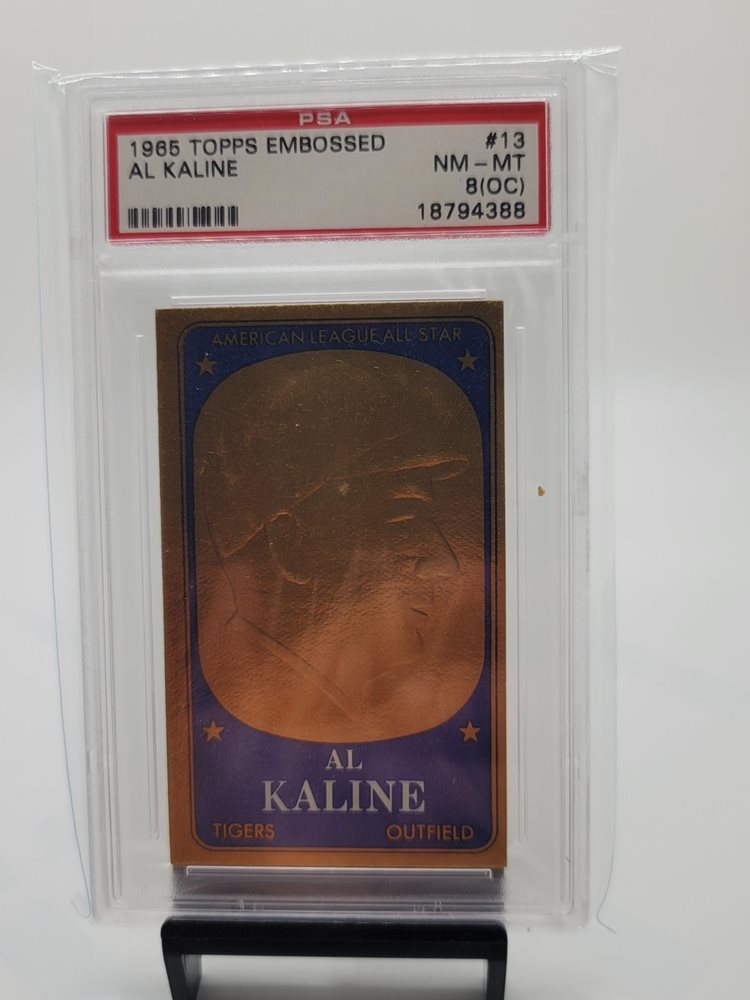 PSA
1965 TOPPS EMBOSSED #13
AL KALINE NM-MT
8(OC)
18794388
AMERICAN LEAGUE ALL-STAR
AL
KALINE
TIGERS OUTFIELD